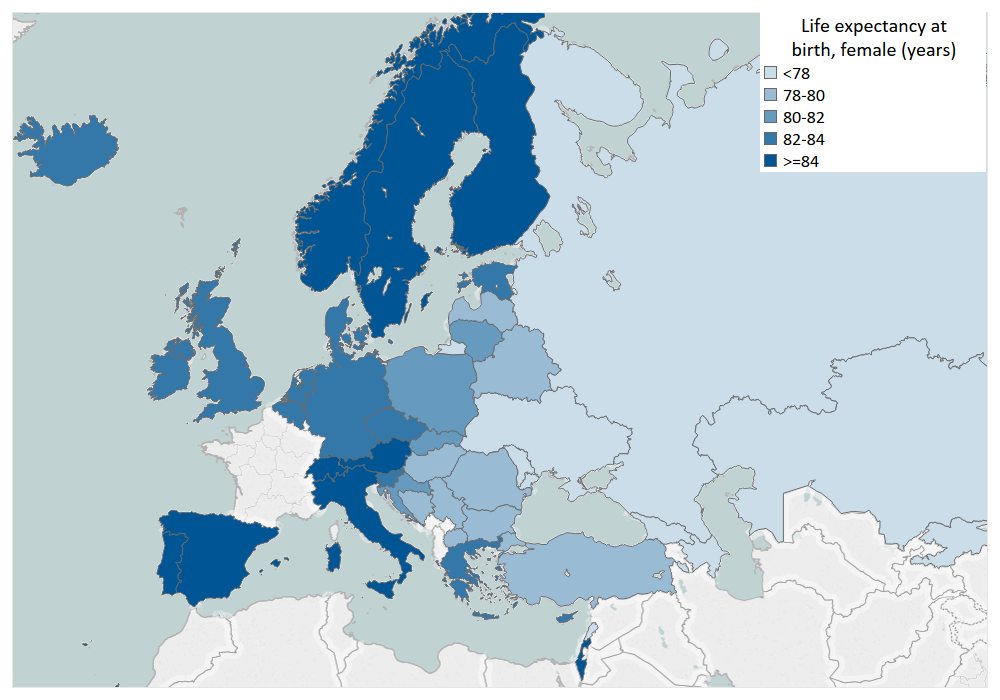 Life expectancy at
birth, female (years)
<78
78-80
80-82
82-84
>=84